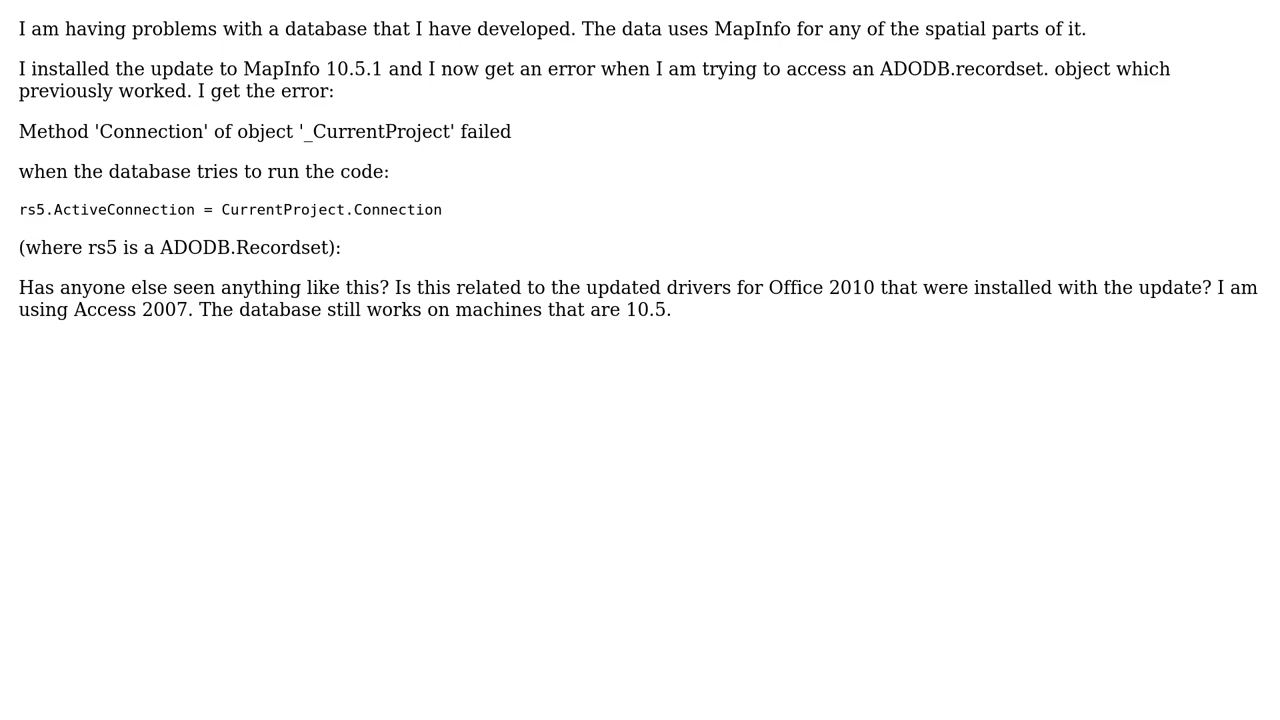 I am having problems with a database that I have developed. The data uses MapInfo for any of the spatial parts of it.
I installed the update to MapInfo 10.5.1 and I now get an error when I am trying to access an ADODB.recordset. object which
previously worked. I get the error:
Method 'Connection' of object '_CurrentProject' failed
when the database tries to run the code:
rs5.ActiveConnection = CurrentProject.Connection
(where rs5 is a ADODB.Recordset):
Has anyone else seen anything like this? Is this related to the updated drivers for Office 2010 that were installed with the update? I am
using Access 2007. The database still works on machines that are 10.5.